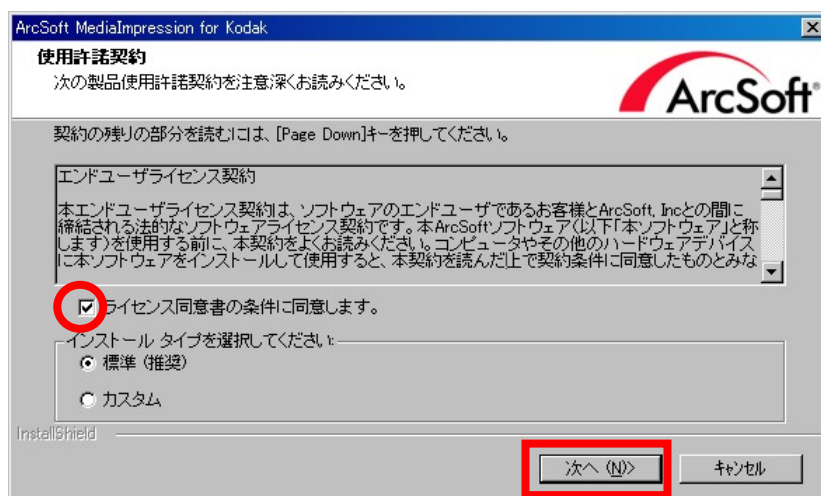 ArcSoft MediaImpression for Kodak
使用許諾契約
次の製品使用許諾契約を注意深くお読みください。
ArcSoft®
契約の残りの部分を読むには、[Page Down]キーを押してください。
エンドユーザライセンス契約
本エンドユーザライセンス契約は、ソフトウェアのエンドユーザであるお客様とArcSoft, Incとの間に
締結される法的なソフトウェアライセンス契約です。本ArcSoftソフトウェア(以下「本ソフトウェア」と称
します)を使用する前に、本契約をよくお読みください。コンピュータやその他のハードウェアデバイス
に本ソフトウェアをインストールして使用すると、本契約を読んだ上で契約条件に同意したものとみな
ライセンス同意書の条件に同意します。
インストール タイプを選択してください:
標準 (推奨)
カスタム
InstallShield
次へ (N)>
キャンセル